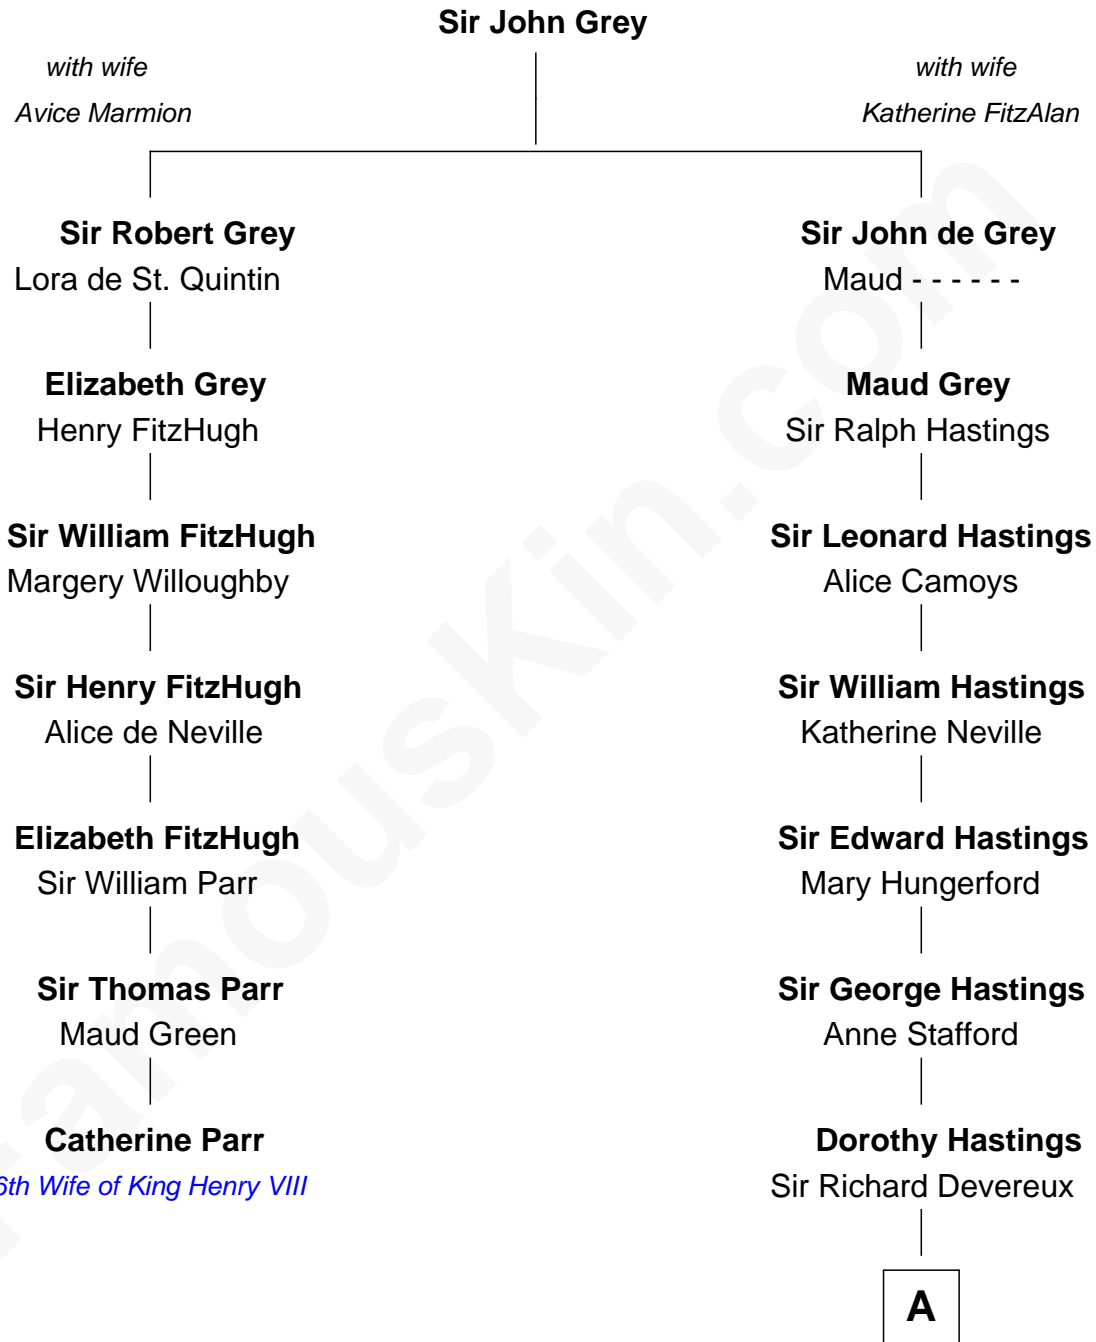 Sir John Grey
with wife
Avice Marmion
with wife
Katherine FitzAlan
Sir Robert Grey
Lora de St. Quintin
Sir John de Grey
Maud - - - - - -
Elizabeth Grey
Henry FitzHugh
Maud Grey
Sir Ralph Hastings
Sir William FitzHugh
Margery Willoughby
Sir Leonard Hastings
Alice Camoys
Sir Henry FitzHugh
Alice de Neville
Sir William Hastings
Katherine Neville
Elizabeth FitzHugh
Sir William Parr
Sir Edward Hastings
Mary Hungerford
Sir Thomas Parr
Maud Green
Sir George Hastings
Anne Stafford
Catherine Parr
6th Wife of King Henry VIII
Dorothy Hastings
Sir Richard Devereux
A
FamousKin.com